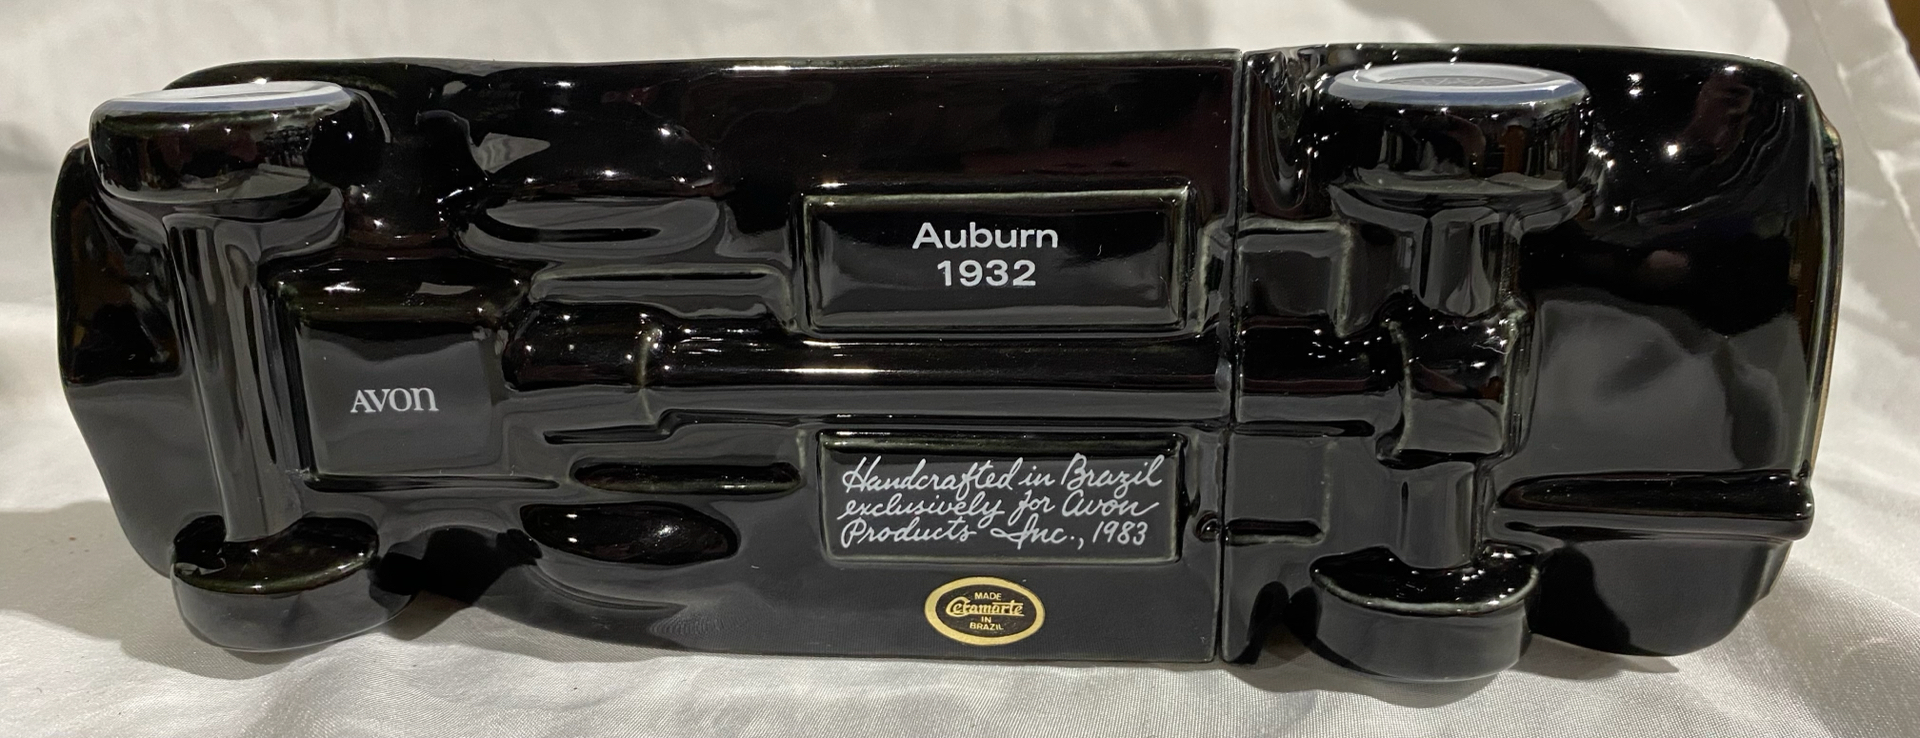 Auburn
1932
AVON
Handcrafted in Brazil
exclusively for Avon
Products Inc., 1983
MADE
Ceramarte
IN
BRAZIL